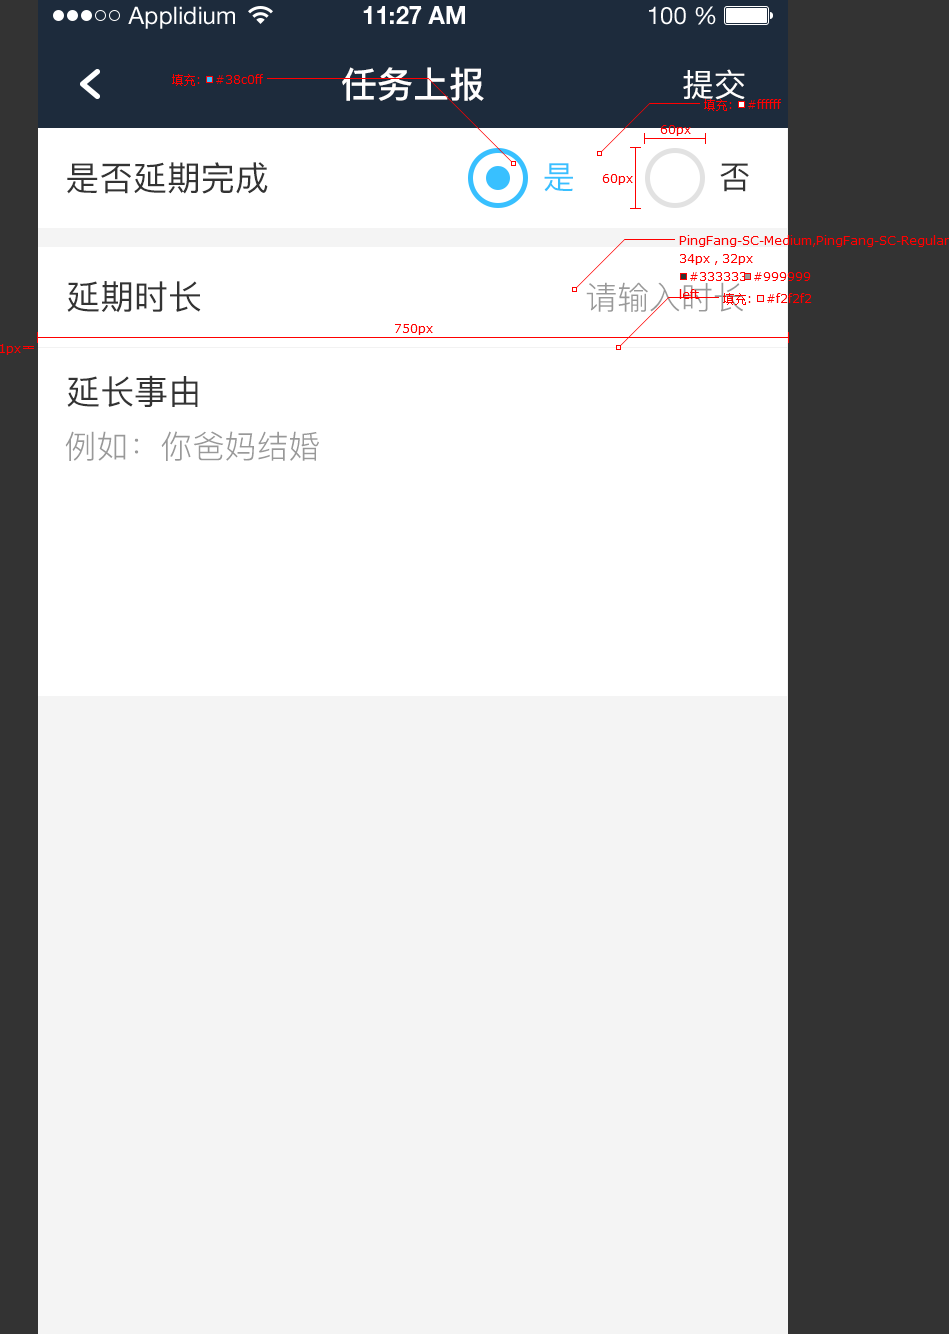 Applidium 11:27 AM 100 %
任务上报 提交
填充: #38c0ff
填充: #ffffff
60px
60px
是否延期完成 是 否
PingFang-SC-Medium,PingFang-SC-Regular
34px , 32px
#333333 #999999
left
填充: #f2f2f2
延期时长 请输入时长
750px
1px
延长事由
例如：你爸妈结婚